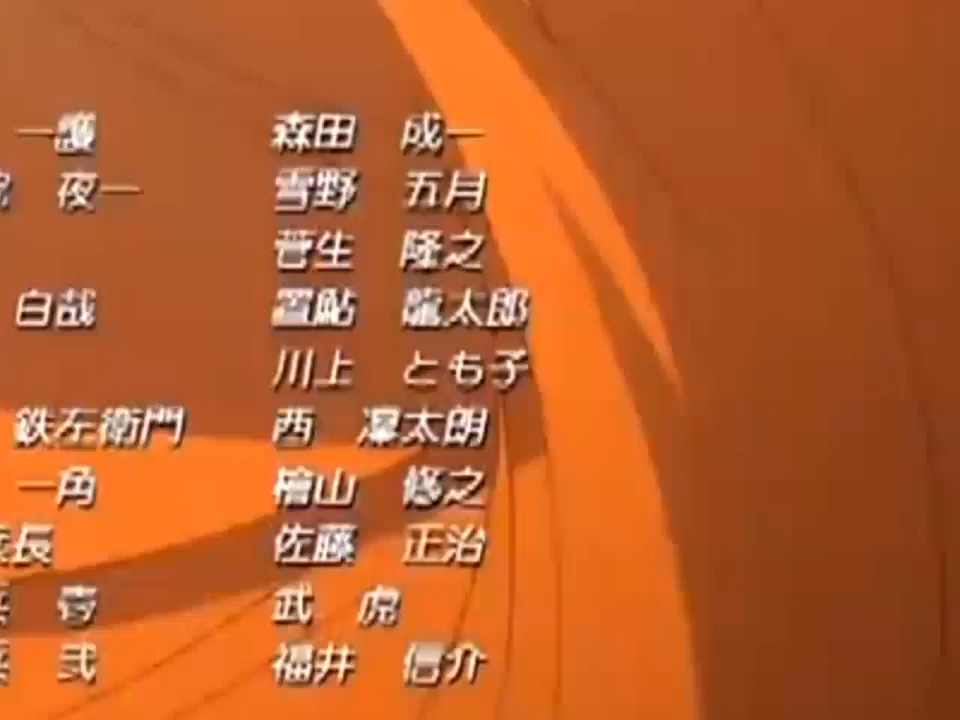 一護 森田 成一
夜一 雪野 五月
菅生 隆之
白哉 置鮎 龍太郎
川上 とも子
鉄左衛門 西 凜太朗
一角 檜山 修之
長 佐藤 正治
壱 武 虎
弐 福井 信介